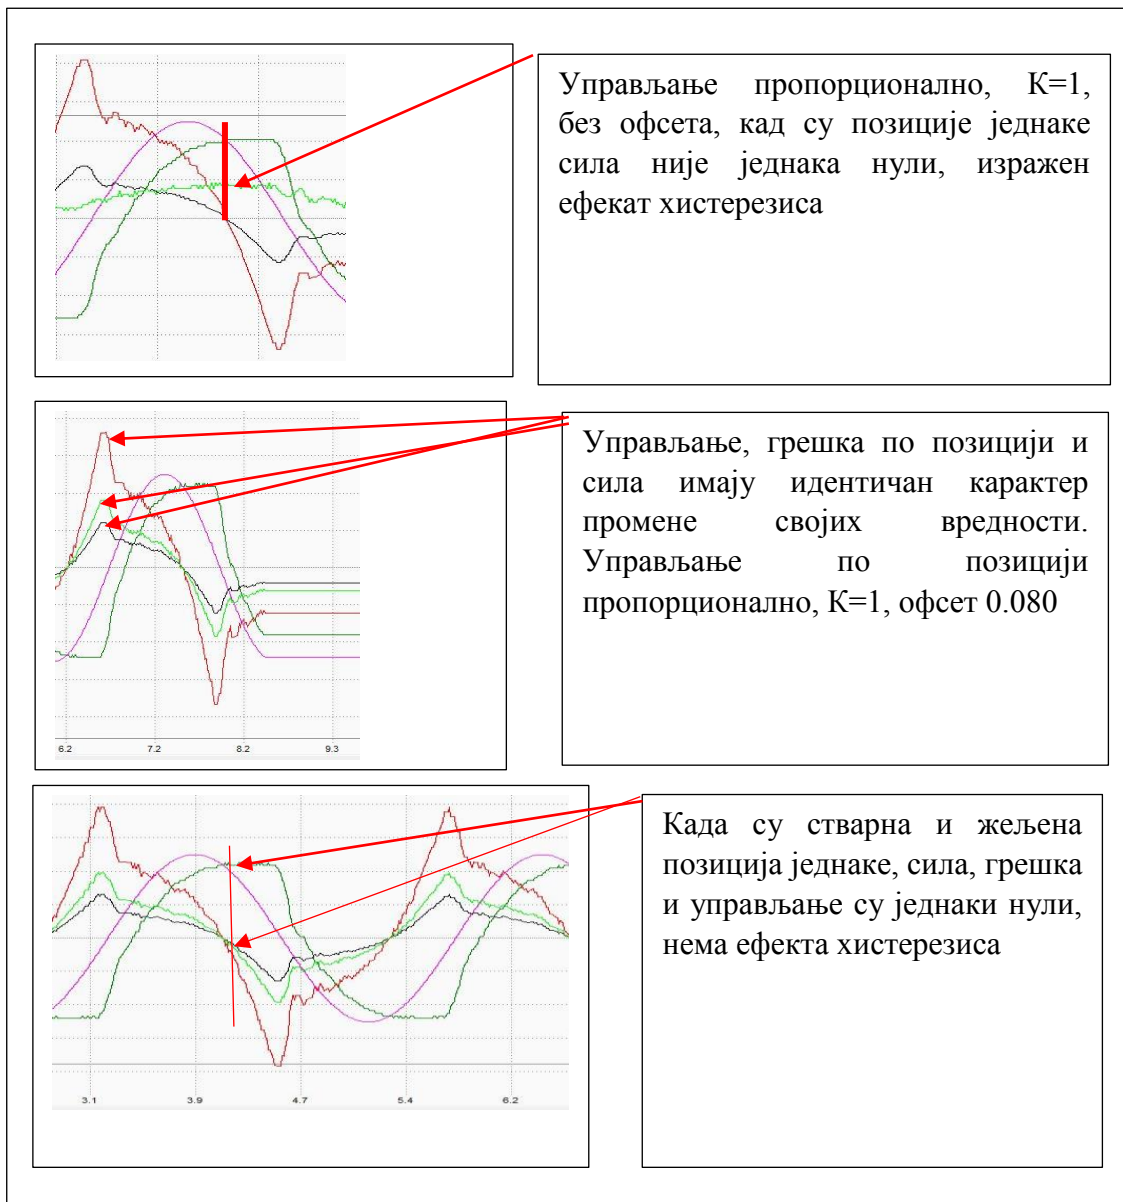 Управљање пропорционално, К=1,
без офсета, кад су позиције једнаке
сила није једнака нули, изражен
ефекат хистерезиса
Управљање, грешка по позицији и
сила имају идентичан карактер
промене својих вредности.
Управљање по позицији
пропорционално, К=1, офсет 0.080
6.2 7.2 8.2 9.3
Када су стварна и жељена
позиција једнаке, сила, грешка
и управљање су једнаки нули,
нема ефекта хистерезиса
3.1 3.9 4.7 5.4 6.2